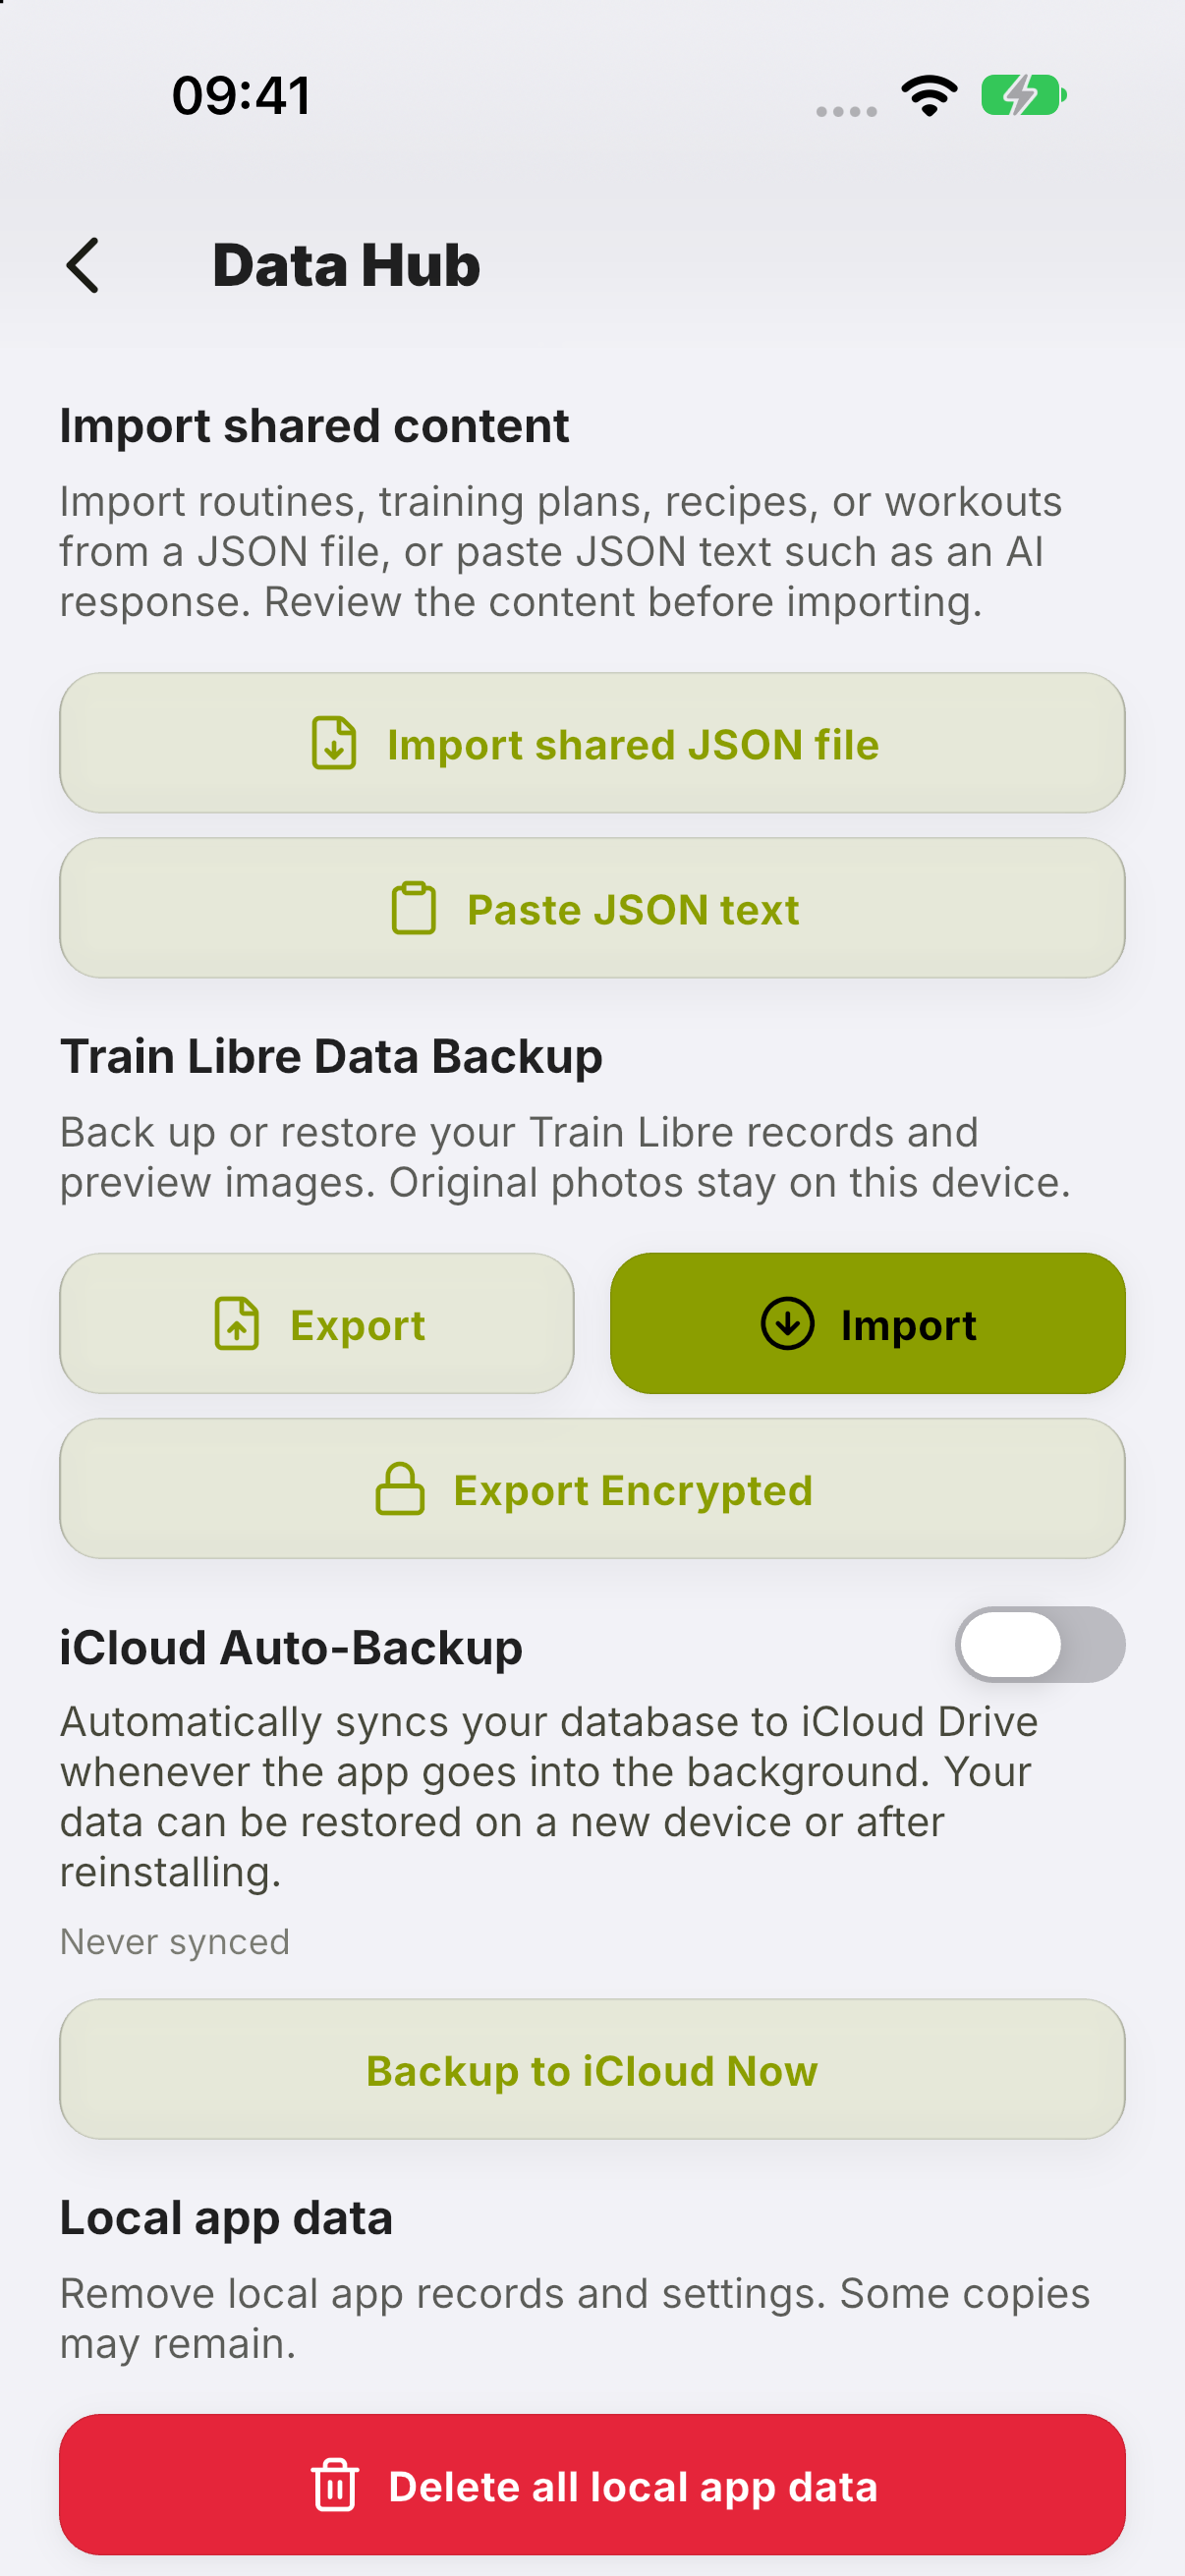 09:41
Data Hub
Import shared content
Import routines, training plans, recipes, or workouts
from a JSON file, or paste JSON text such as an AI
response. Review the content before importing.
Import shared JSON file
Paste JSON text
Train Libre Data Backup
Back up or restore your Train Libre records and
preview images. Original photos stay on this device.
Export
Import
Export Encrypted
iCloud Auto-Backup
Automatically syncs your database to iCloud Drive
whenever the app goes into the background. Your
data can be restored on a new device or after
reinstalling.
Never synced
Backup to iCloud Now
Local app data
Remove local app records and settings. Some copies
may remain.
Delete all local app data